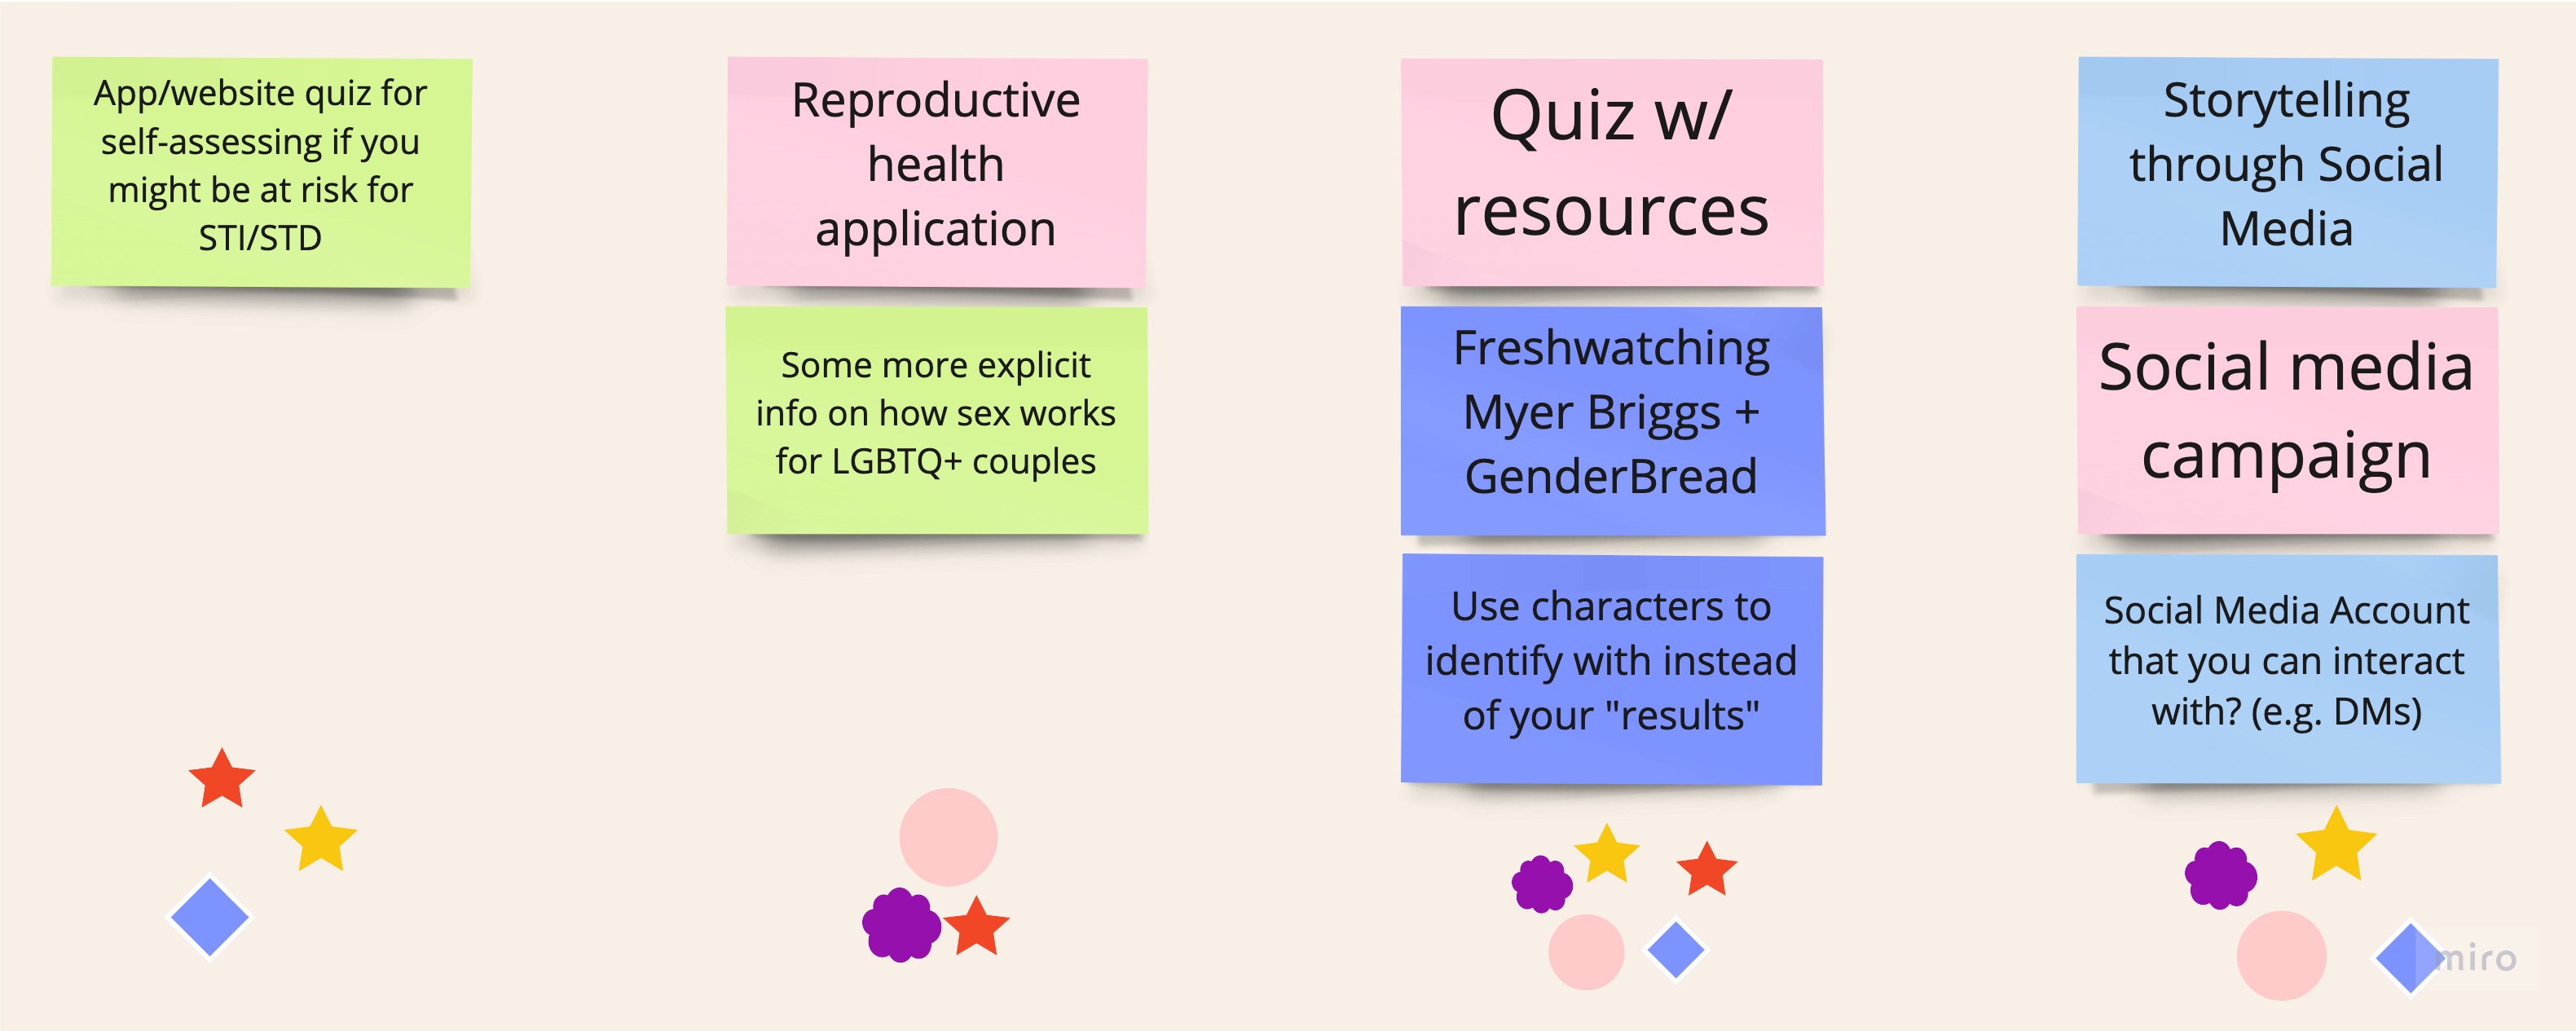 App/website quiz for
self-assessing if you
might be at risk for
STI/STD
Reproductive
health
application
Some more explicit
info on how sex works
for LGBTQ+ couples
Quiz w/
resources
Freshwatching
Myer Briggs +
GenderBread
Use characters to
identify with instead
of your "results"
Storytelling
through Social
Media
Social media
campaign
Social Media Account
that you can interact
with? (e.g. DMs)
miro